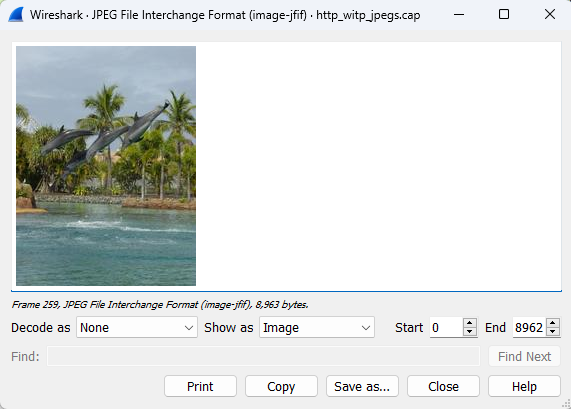 Wireshark · JPEG File Interchange Format (image-jfif) · http_witp_jpegs.cap
Frame 259, JPEG File Interchange Format (image-jfif), 8,963 bytes.
Decode as None Show as Image Start 0 End 8962
Find: Find Next
Print Copy Save as... Close Help